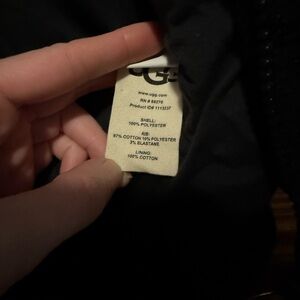 UGG
www.ugg.com
RN # 88276
Product ID# 1113237
SHELL:
100% POLYESTER
RIB:
87% COTTON 10% POLYESTER
3% ELASTANE
LINING:
100% COTTON